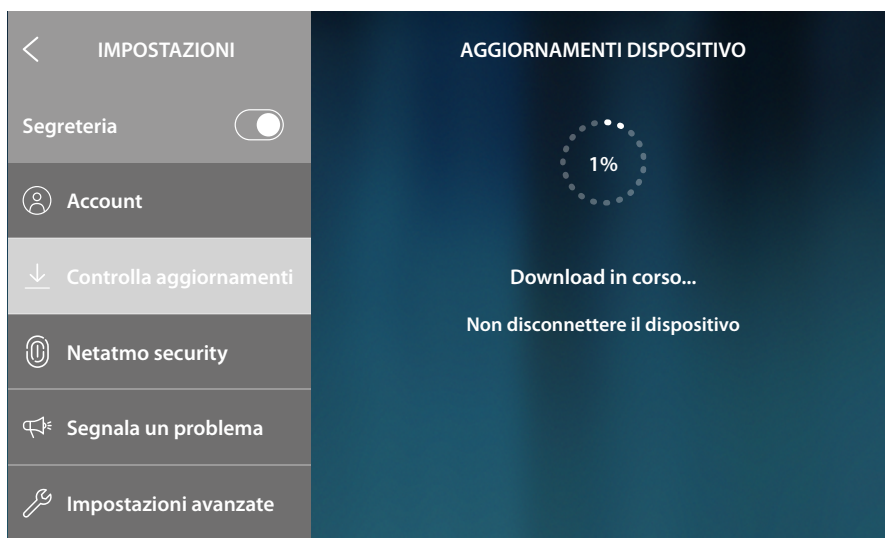 IMPOSTAZIONI
Segreteria
Account
Controlla aggiornamenti
Netatmo security
Segnala un problema
Impostazioni avanzate
AGGIORNAMENTI DISPOSITIVO
1%
Download in corso...
Non disconnettere il dispositivo